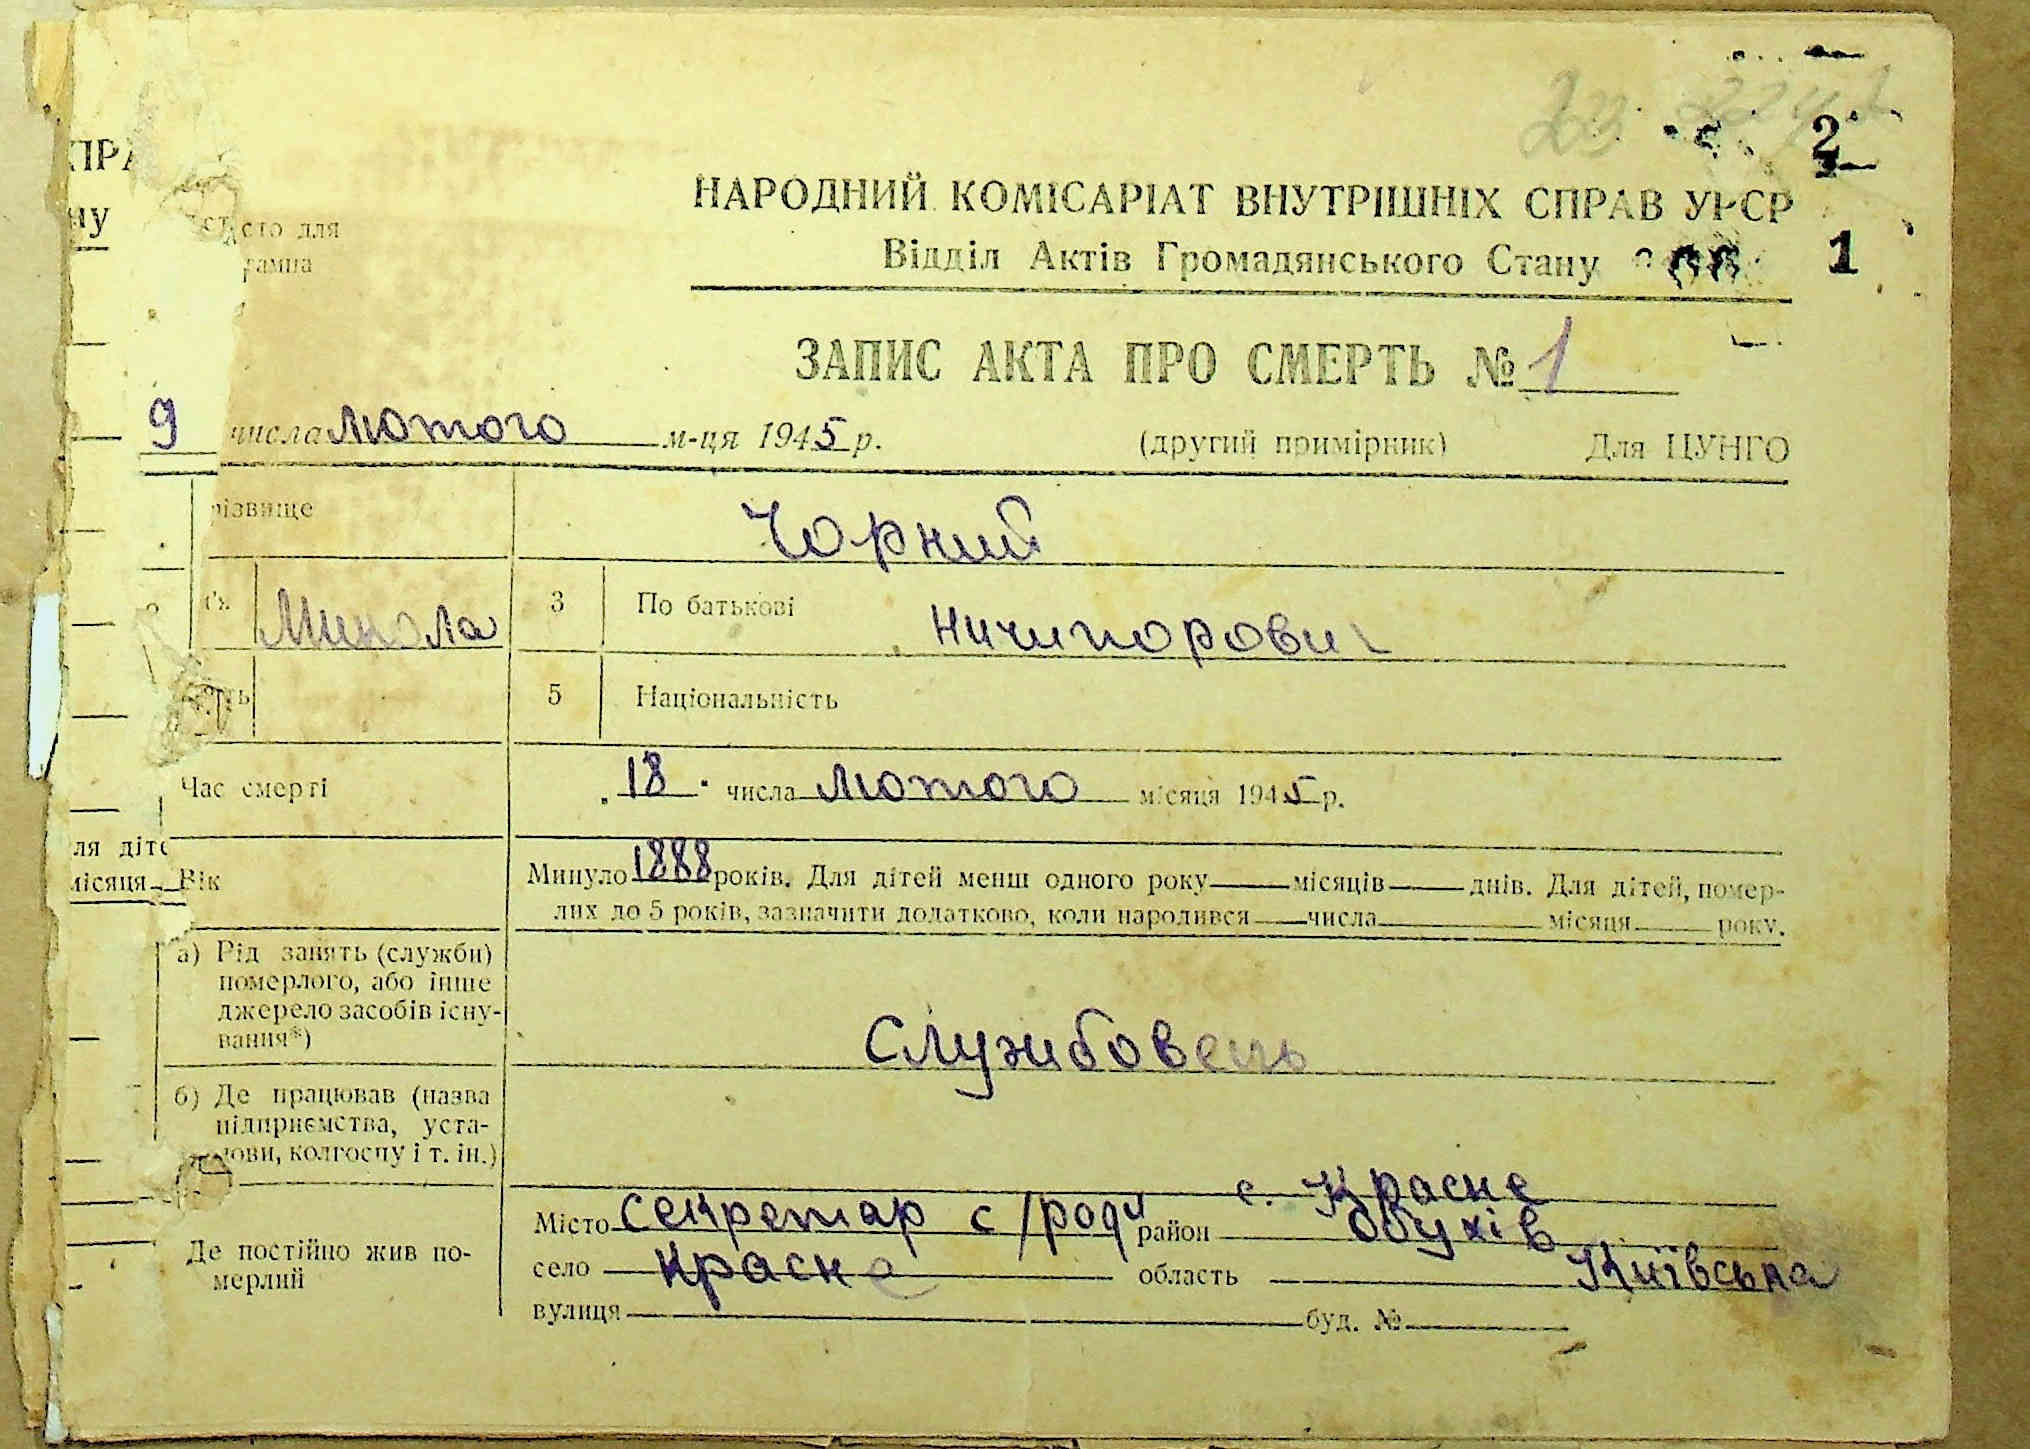 2
НАРОДНИЙ КОМІСАРІАТ ВНУТРІШНІХ СПРАВ УРСР
Відділ Актів Громадянського Стану
1
ЗАПИС АКТА ПРО СМЕРТЬ № 1
9 числа лютого м-ця 1945 р. (другий примірник) Для ЦУНГО
різвище Чорний
Микола 3 По батькові Ничипорович
5 Національність
Час смерті 18 числа лютого місяця 1945 р.
Вік Минуло 1888 років. Для дітей менш одного року місяців днів. Для дітей, помер-
лих до 5 років, зазначити додатково, коли народився числа місяця року.
а) Рід занять (служби)
померлого, або інше
джерело засобів існу-
вання*)
Службовець
б) Де працював (назва
підприємства, уста-
нови, колгоспу і т. ін.)
секретар с/ради с. Красне
Де постійно жив по-
мерлий
Місто район Обухів
село Красне область Київська
вулиця буд. №